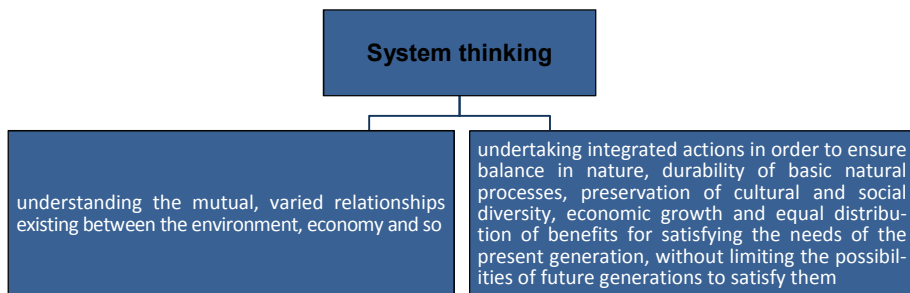 System thinking
understanding the mutual, varied relationships
existing between the environment, economy and so
undertaking integrated actions in order to ensure
balance in nature, durability of basic natural
processes, preservation of cultural and social
diversity, economic growth and equal distribu-
tion of benefits for satisfying the needs of the
present generation, without limiting the possibil-
ities of future generations to satisfy them